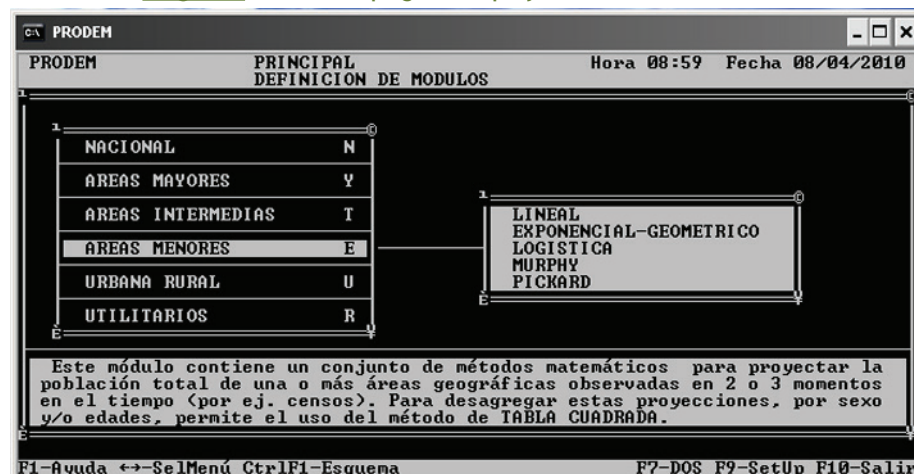 PRODEM
PRODEM PRINCIPAL Hora 08:59 Fecha 08/04/2010
DEFINICION DE MODULOS
NACIONAL N
AREAS MAYORES Y
AREAS INTERMEDIAS T
AREAS MENORES E
URBANA RURAL U
UTILITARIOS R
LINEAL
EXPONENCIAL-GEOMETRICO
LOGISTICA
MURPHY
PICKARD
Este módulo contiene un conjunto de métodos matemáticos para proyectar la
población total de una o más áreas geográficas observadas en 2 o 3 momentos
en el tiempo (por ej. censos). Para desagregar estas proyecciones, por sexo
y/o edades, permite el uso del método de TABLA CUADRADA.
F1-Ayuda ↔-SelMenú CtrlF1-Esquema F7-DOS F9-SetUp F10-Salir